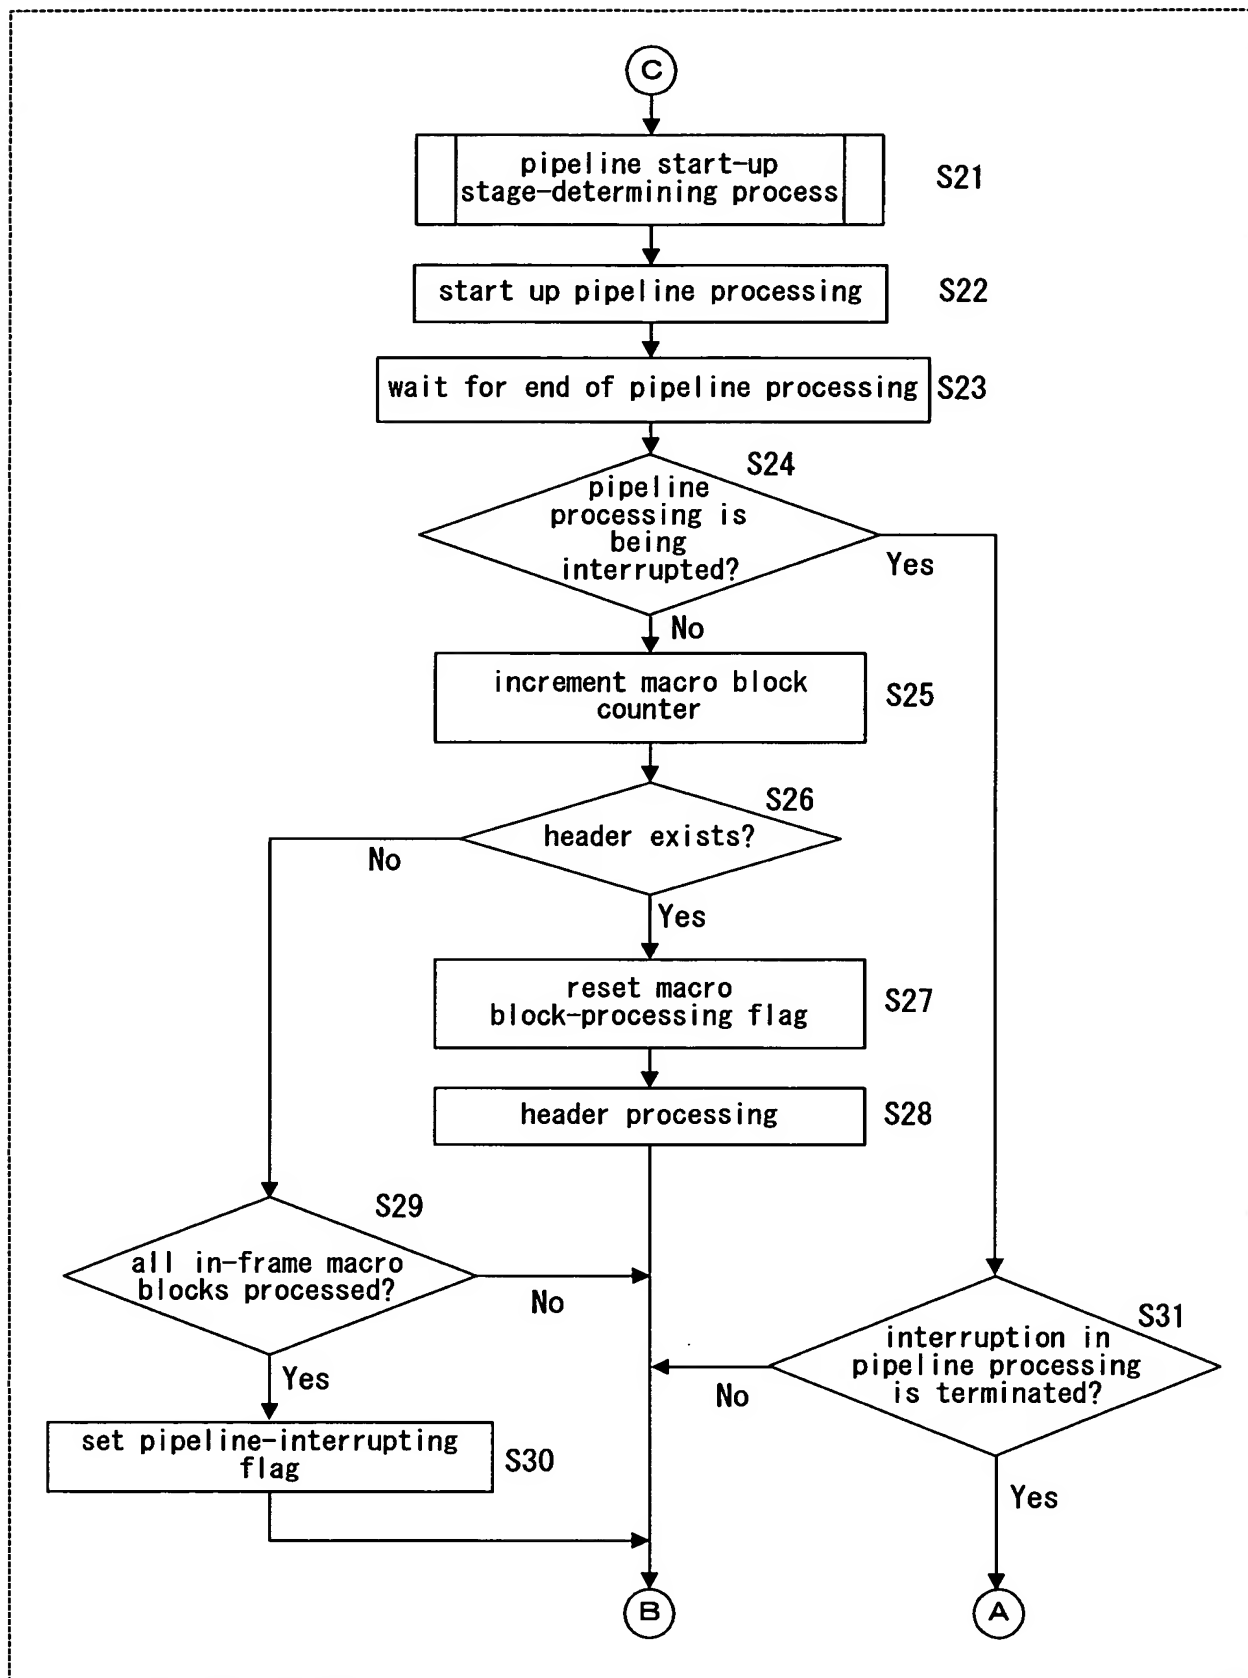 C
pipeline start-up
stage-determining process
S21
start up pipeline processing
S22
wait for end of pipeline processing
S23
S24
pipeline
processing is
being
interrupted?
Yes
No
increment macro block
counter
S25
S26
header exists?
No
Yes
reset macro
block-processing flag
S27
header processing
S28
S29
all in-frame macro
blocks processed?
No
S31
interruption in
pipeline processing
is terminated?
No
Yes
set pipeline-interrupting
flag
S30
Yes
B
A